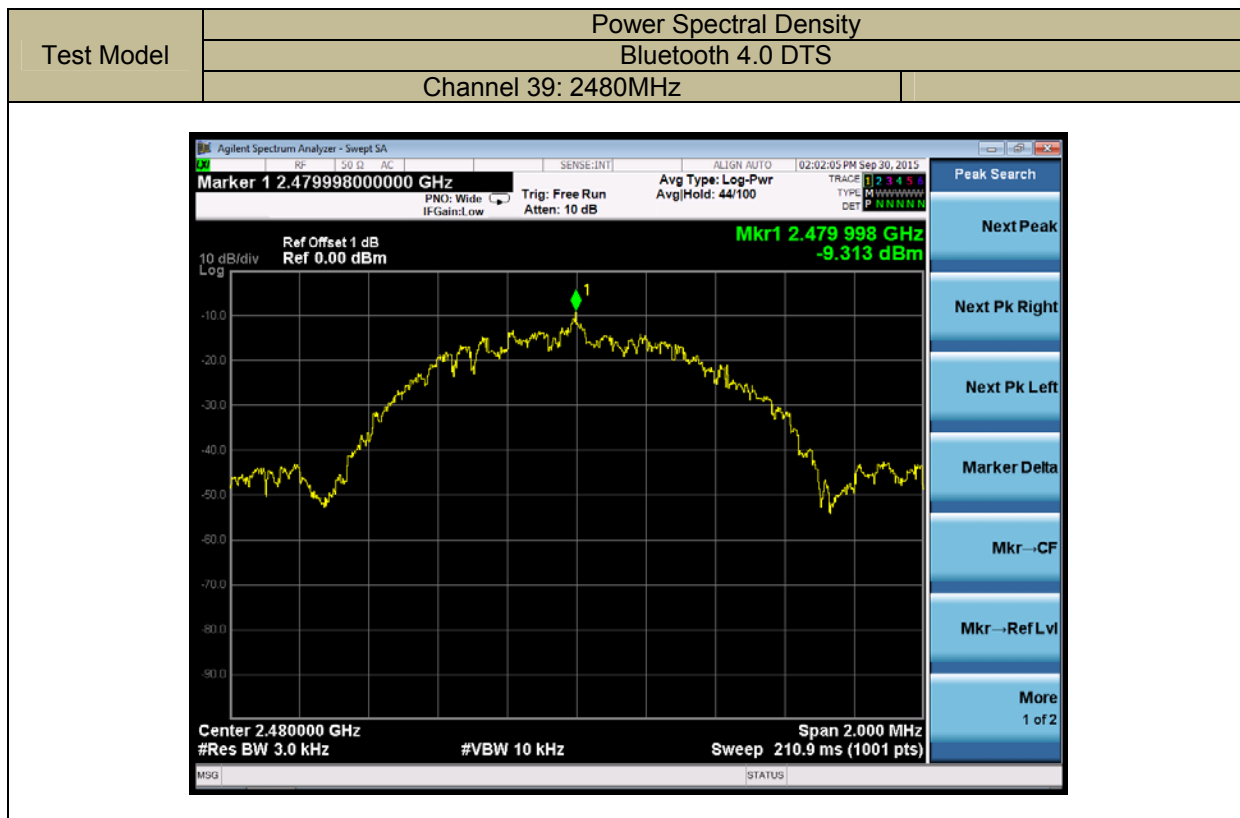 Test Model
Power Spectral Density
Bluetooth 4.0 DTS
Channel 39: 2480MHz
Agilent Spectrum Analyzer - Swept SA
LXI RF 50 Ω AC SENSE:INT ALIGN AUTO 02:02:05 PM Sep 30, 2015
Marker 1 2.479998000000 GHz
PNO: Wide
IFGain:Low
Trig: Free Run
Atten: 10 dB
Avg Type: Log-Pwr
Avg|Hold: 44/100
TRACE 1 2 3 4 5 6
TYPE M WWWWW
DET P N N N N N
Peak Search
Next Peak
Next Pk Right
Next Pk Left
Marker Delta
Mkr→CF
Mkr→Ref Lvl
More
1 of 2
Ref Offset 1 dB
Ref 0.00 dBm
10 dB/div
Log
Mkr1 2.479 998 GHz
-9.313 dBm
1
-10.0
-20.0
-30.0
-40.0
-50.0
-60.0
-70.0
-80.0
-90.0
Center 2.480000 GHz
Span 2.000 MHz
#Res BW 3.0 kHz
#VBW 10 kHz
Sweep 210.9 ms (1001 pts)
MSG
STATUS